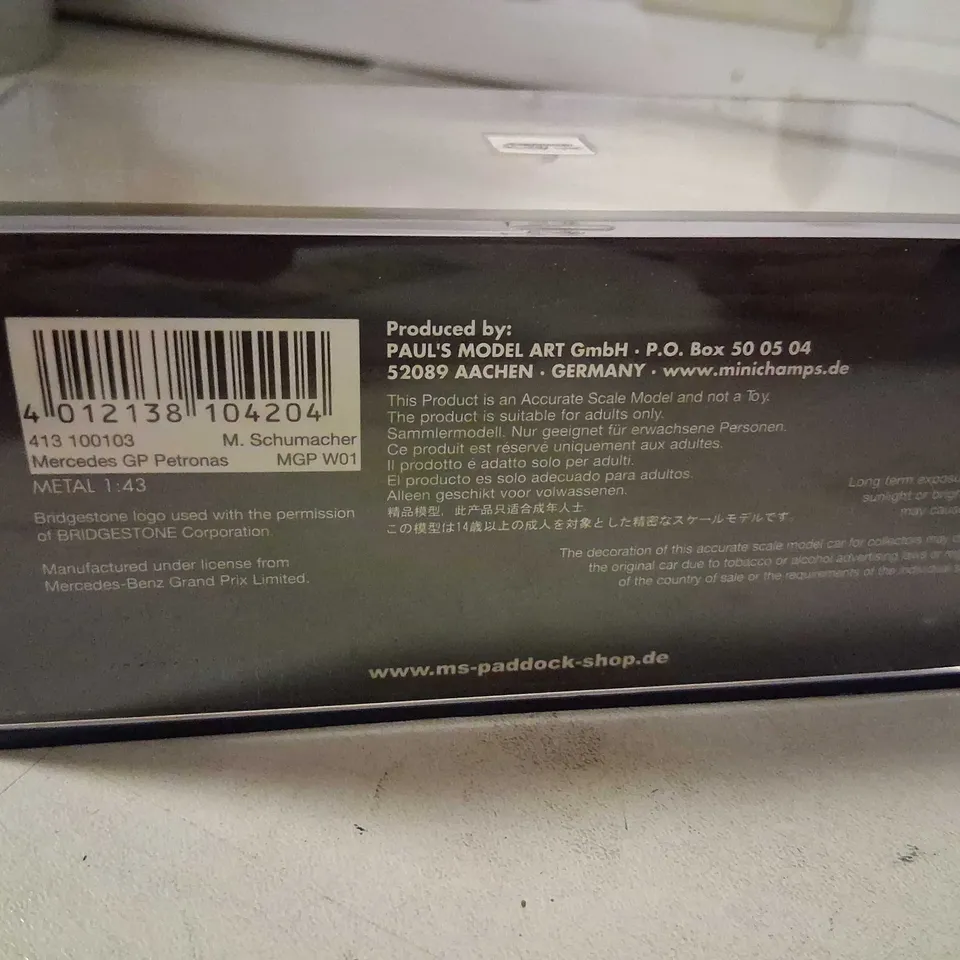 4 012138 104204
413 100103 M. Schumacher
Mercedes GP Petronas MGP W01
METAL 1:43
Bridgestone logo used with the permission
of BRIDGESTONE Corporation
Manufactured under license from
Mercedes-Benz Grand Prix Limited.
Produced by:
PAUL'S MODEL ART GmbH · P.O. Box 50 05 04
52089 AACHEN · GERMANY · www.minichamps.de
This Product is an Accurate Scale Model and not a Toy.
The product is suitable for adults only.
Sammlermodell. Nur geeignet für erwachsene Personen.
Ce produit est réservé uniquement aux adultes.
Il prodotto é adatto solo per adulti.
El producto es solo adecuado para adultos.
Alleen geschikt voor volwassenen.
精品模型，此产品只适合成年人士
この模型は14歳以上の成人を対象とした精密なスケールモデルです。
Long term
sunlight or
may
The decoration of this accurate scale model car for collectors may
the original car due to tobacco or alcohol advertising laws or
of the country of sale or the requirements of the individual
www.ms-paddock-shop.de